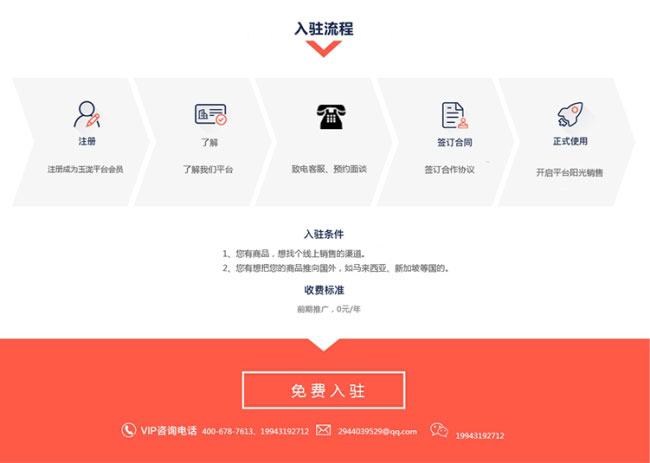 入驻流程
注册
了解
签订合同
正式使用
注册成为玉泷平台会员
了解我们平台
致电客服、预约面谈
签订合作协议
开启平台阳光销售
入驻条件
1、您有商品，想找个线上销售的渠道。
2、您有想把您的商品推向国外，如马来西亚、新加坡等国的。
收费标准
前期推广，0元/年
免费入驻
VIP咨询电话 400-678-7613、19943192712 2944039529@qq.com 19943192712